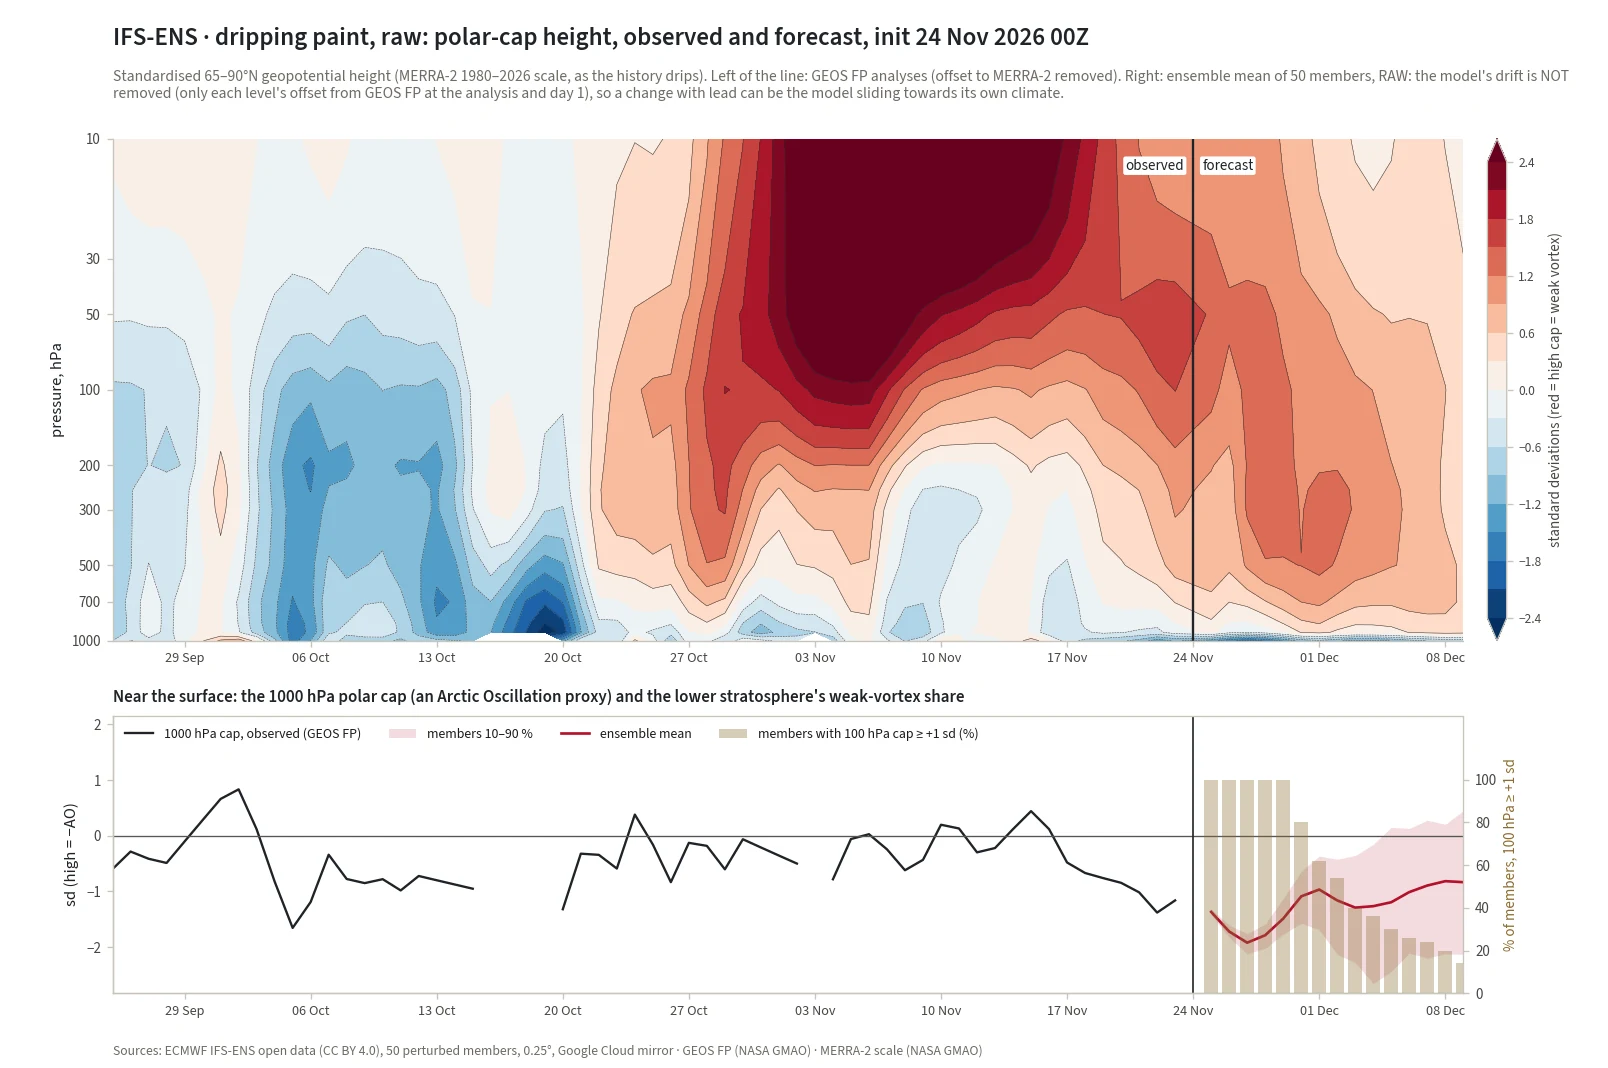 IFS-ENS · dripping paint, raw: polar-cap height, observed and forecast, init 24 Nov 2026 00Z
Standardised 65–90°N geopotential height (MERRA-2 1980–2026 scale, as the history drips). Left of the line: GEOS FP analyses (offset to MERRA-2 removed). Right: ensemble mean of 50 members, RAW: the model's drift is NOT
removed (only each level's offset from GEOS FP at the analysis and day 1), so a change with lead can be the model sliding towards its own climate.
observed
forecast
pressure, hPa
10
30
50
100
200
300
500
700
1000
29 Sep
06 Oct
13 Oct
20 Oct
27 Oct
03 Nov
10 Nov
17 Nov
24 Nov
01 Dec
08 Dec
2.4
1.8
1.2
0.6
0.0
−0.6
−1.2
−1.8
−2.4
standard deviations (red = high cap = weak vortex)
Near the surface: the 1000 hPa polar cap (an Arctic Oscillation proxy) and the lower stratosphere's weak-vortex share
1000 hPa cap, observed (GEOS FP)
members 10–90 %
ensemble mean
members with 100 hPa cap ≥ +1 sd (%)
sd (high = −AO)
2
1
0
−1
−2
100
80
60
40
20
0
% of members, 100 hPa ≥ +1 sd
29 Sep
06 Oct
13 Oct
20 Oct
27 Oct
03 Nov
10 Nov
17 Nov
24 Nov
01 Dec
08 Dec
Sources: ECMWF IFS-ENS open data (CC BY 4.0), 50 perturbed members, 0.25°, Google Cloud mirror · GEOS FP (NASA GMAO) · MERRA-2 scale (NASA GMAO)